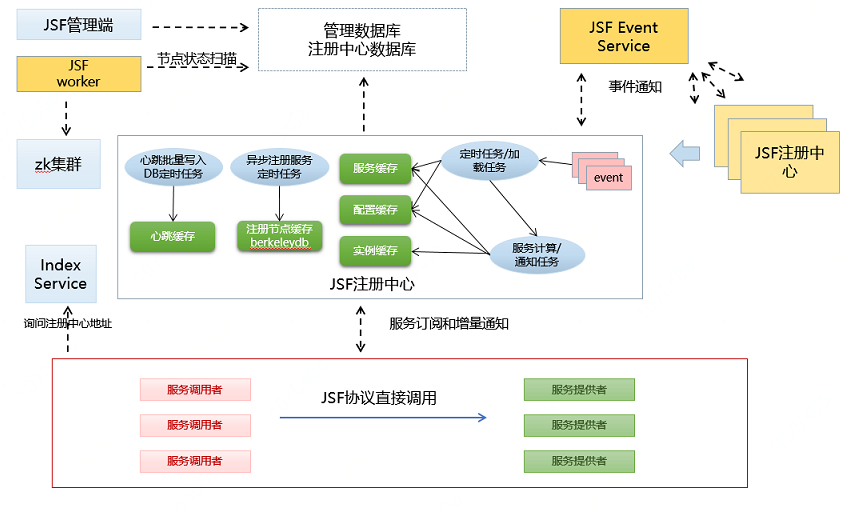 JSF管理端
JSF
worker
节点状态扫描
管理数据库
注册中心数据库
JSF Event
Service
事件通知
JSF注册中
心
zk集群
心跳批量写入
DB定时任务
异步注册服务
定时任务
服务缓存
定时任务/加
载任务
event
配置缓存
心跳缓存
注册节点缓存
berkeleydb
实例缓存
服务计算/
通知任务
JSF注册中心
Index
Service
询问注册中心地址
服务订阅和增量通知
服务调用者
JSF协议直接调用
服务提供者
服务调用者
服务提供者
服务调用者
服务提供者